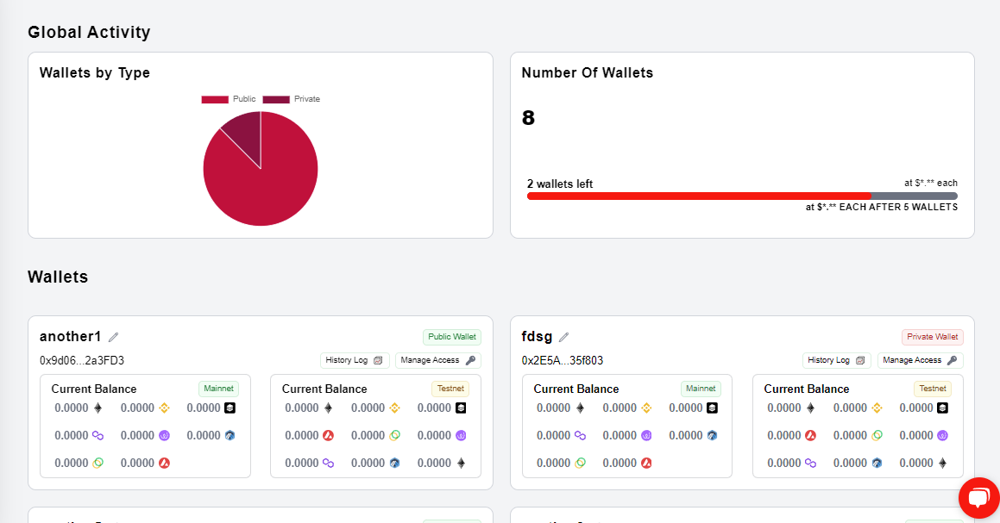 Global Activity
Wallets by Type
Public Private
Number Of Wallets
8
2 wallets left at $*.** each
at $*.** EACH AFTER 5 WALLETS
Wallets
another1 Public Wallet
0x9d06...2a3FD3 History Log Manage Access
Current Balance Mainnet
0.0000 0.0000 0.0000
0.0000 0.0000 0.0000
0.0000 0.0000
Current Balance Testnet
0.0000 0.0000 0.0000
0.0000 0.0000 0.0000
0.0000 0.0000 0.0000
fdsg Private Wallet
0x2E5A...35f803 History Log Manage Access
Current Balance Mainnet
0.0000 0.0000 0.0000
0.0000 0.0000 0.0000
0.0000 0.0000
Current Balance Testnet
0.0000 0.0000 0.0000
0.0000 0.0000 0.0000
0.0000 0.0000 0.0000